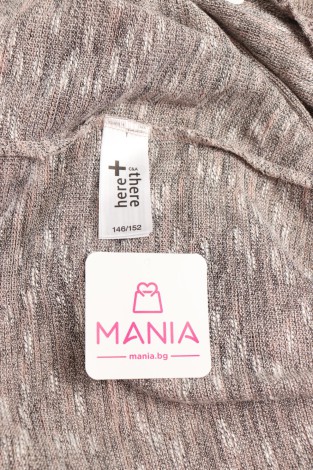 here
+there
C&A
146/152
MANIA
mania.bg